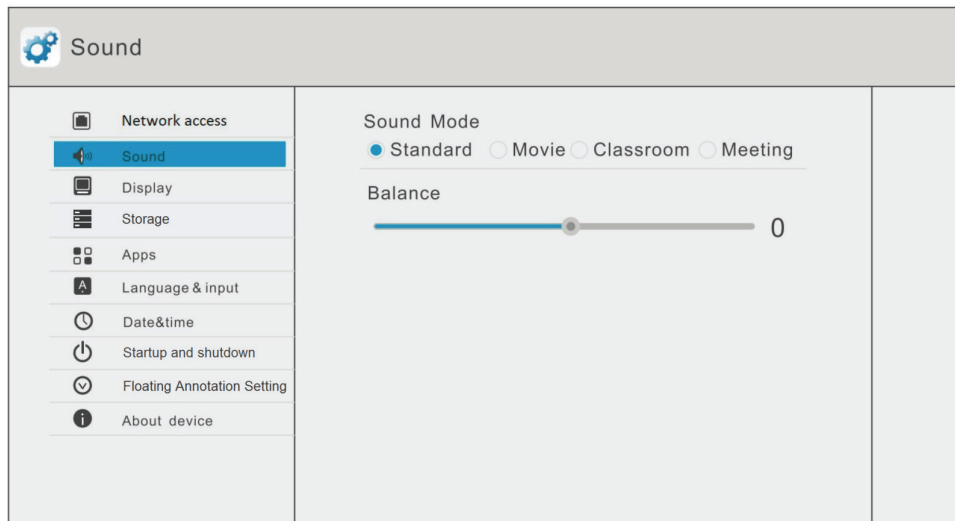 Sound
Network access
Sound
Display
Storage
Apps
Language & input
Date&time
Startup and shutdown
Floating Annotation Setting
About device
Sound Mode
Standard Movie Classroom Meeting
Balance
0